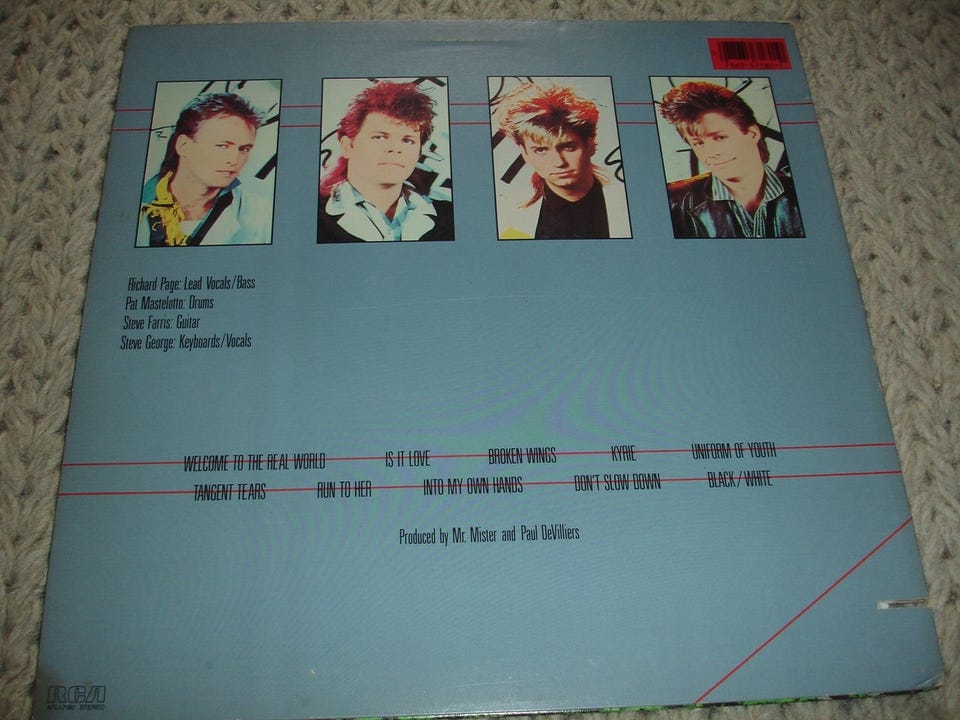 Richard Page: Lead Vocals/Bass
Pat Mastelotto: Drums
Steve Farris: Guitar
Steve George: Keyboards/Vocals
WELCOME TO THE REAL WORLD IS IT LOVE BROKEN WINGS KYRIE UNIFORM OF YOUTH
TANGENT TEARS RUN TO HER INTO MY OWN HANDS DON'T SLOW DOWN BLACK/WHITE
Produced by Mr. Mister and Paul DeVilliers
RCA
STEREO